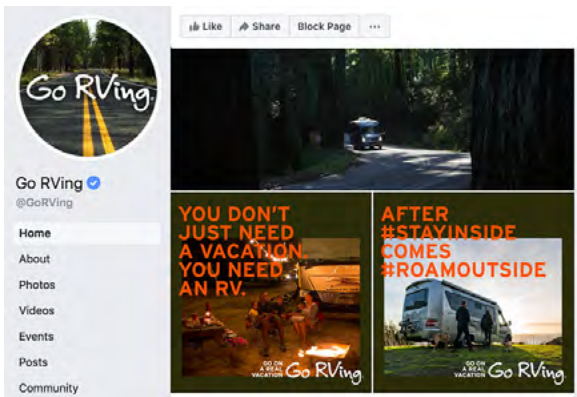 Go RVing
Like Share Block Page ...
Go RVing
@GoRVing
Home
About
Photos
Videos
Events
Posts
Community
YOU DON'T
JUST NEED
A VACATION
YOU NEED
AN RV.
GO ON
A REAL
VACATION
Go RVing
AFTER
#STAYINSIDE
COMES
#ROAMOUTSIDE
GO ON
A REAL
VACATION
Go RVing